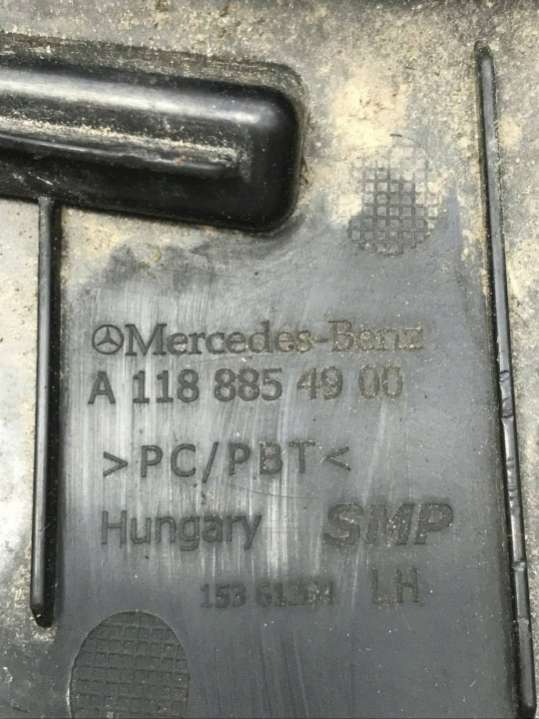 Mercedes-Benz
A 118 885 49 00
>PC/PBT<
Hungary SMP
LH